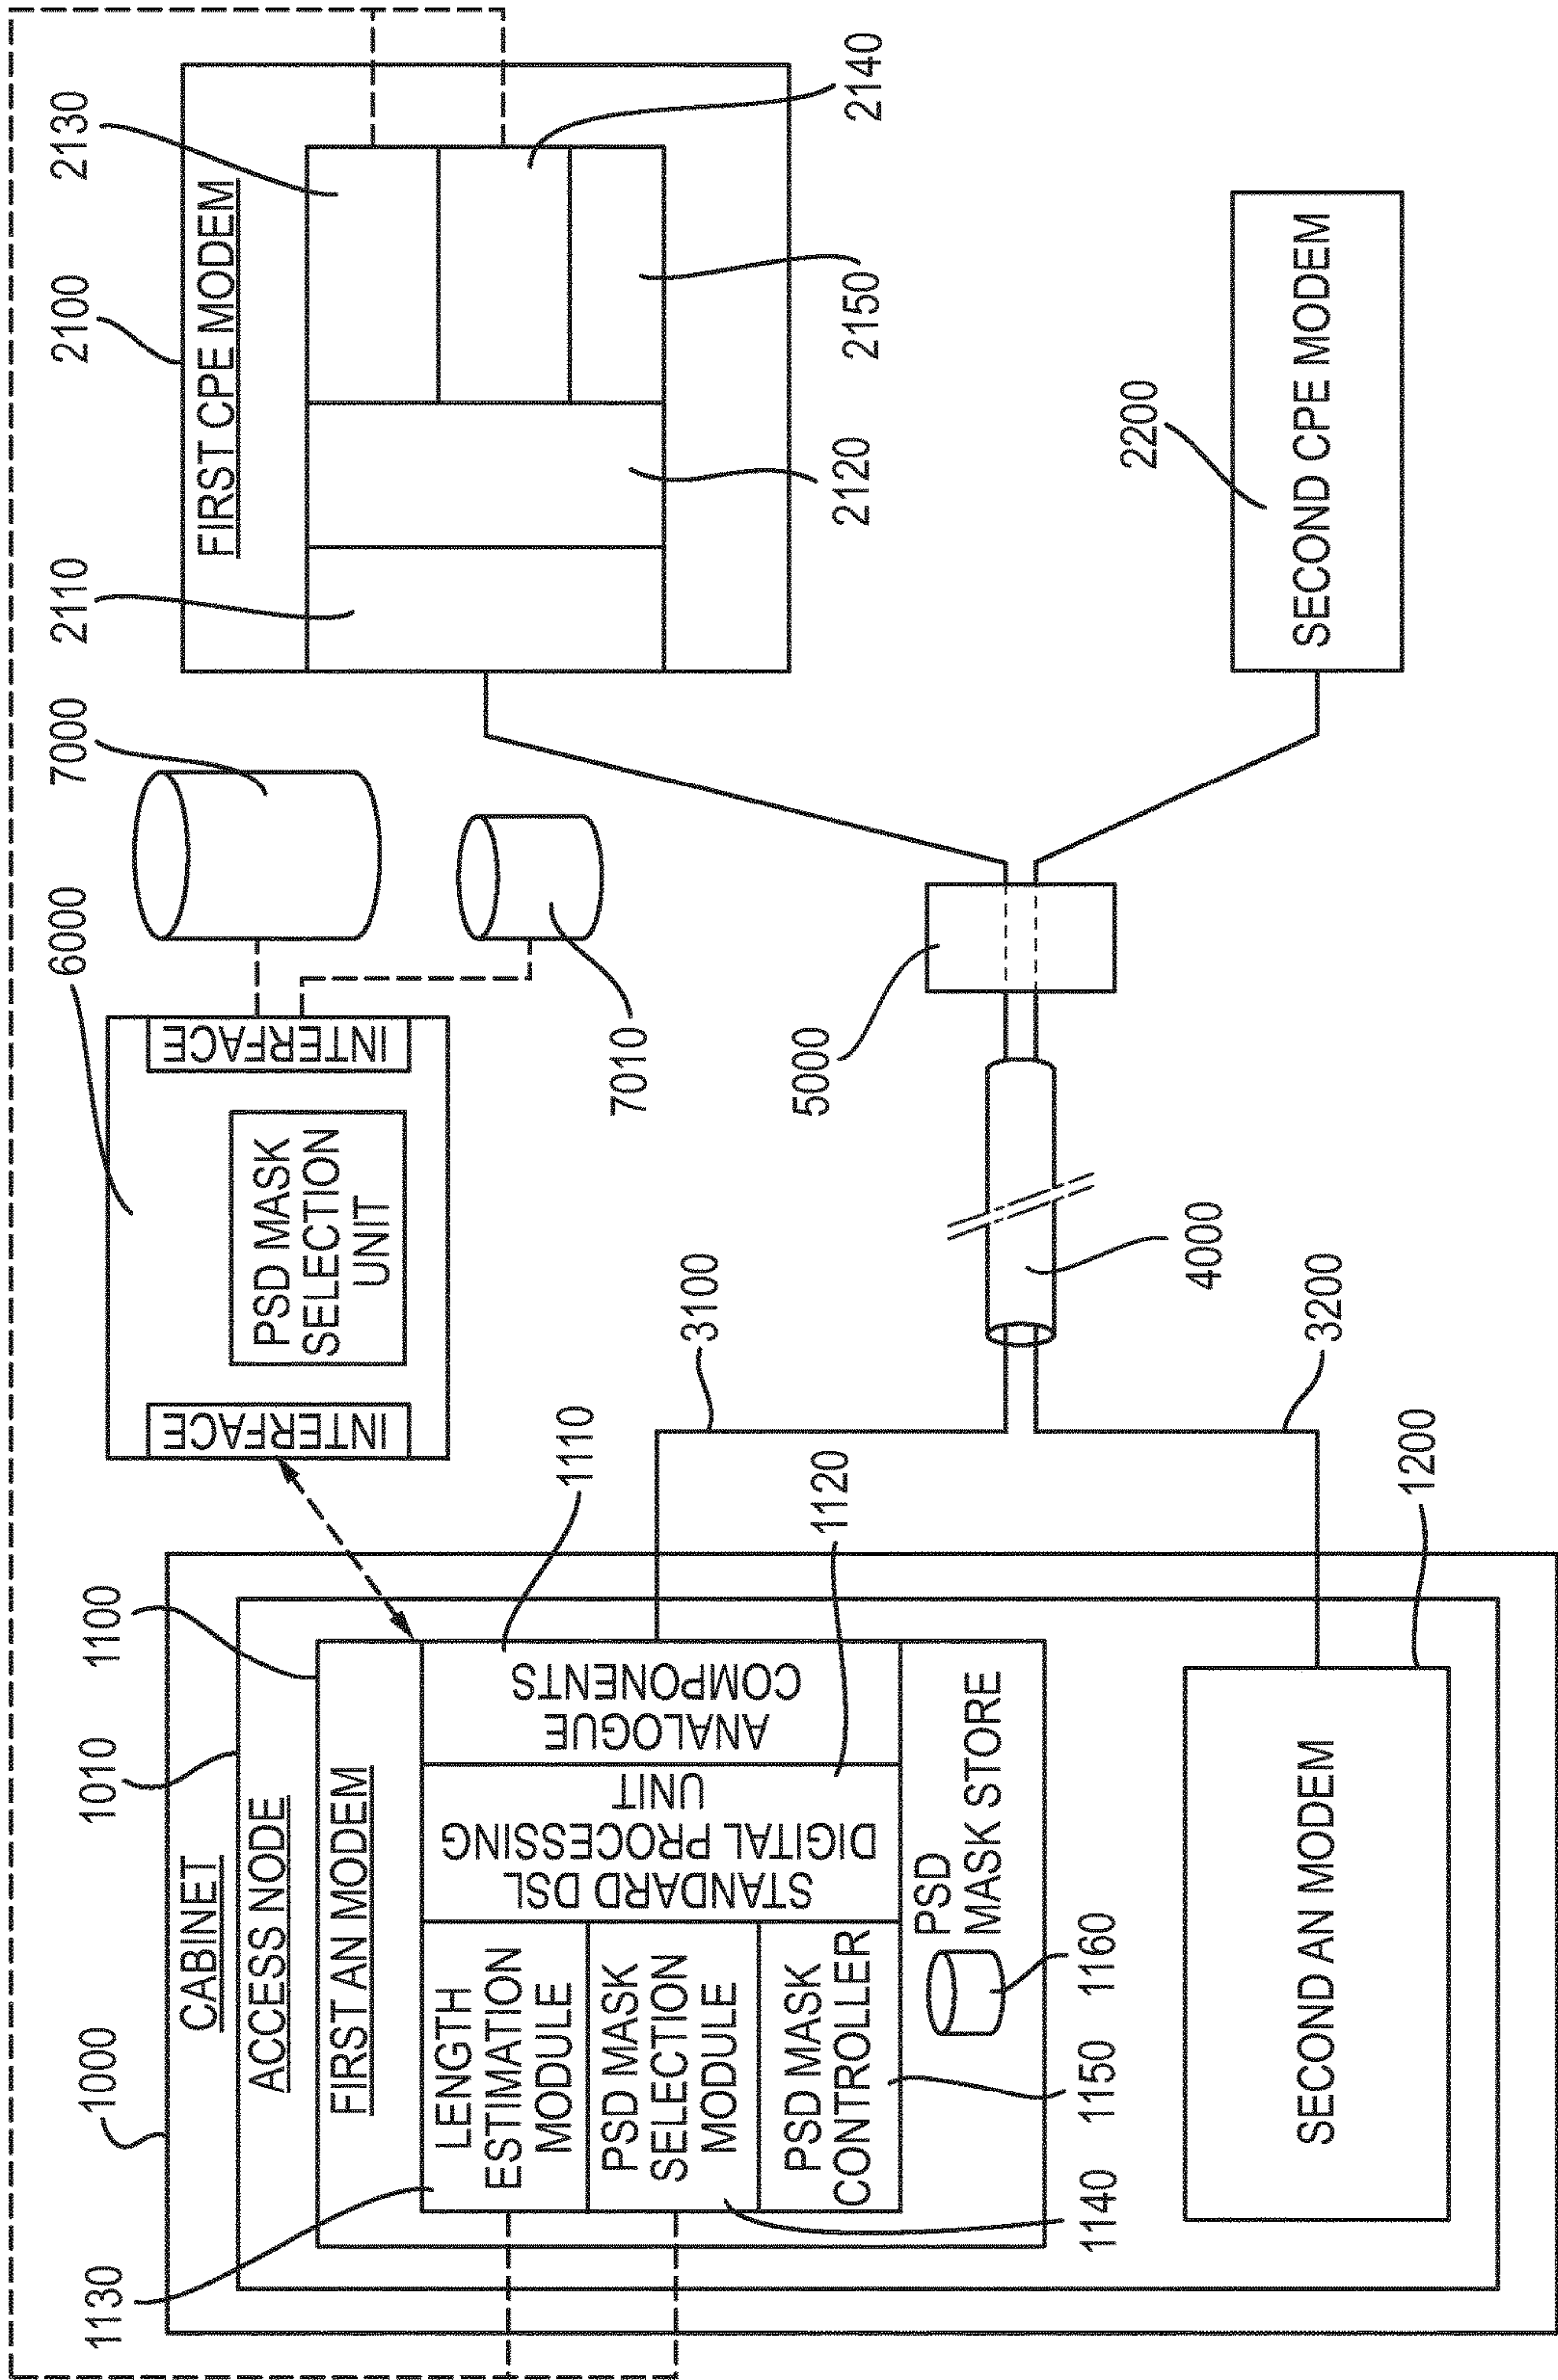 1000
CABINET
1010
ACCESS NODE
1100
FIRST AN MODEM
1130
LENGTH
ESTIMATION
MODULE
PSD MASK
SELECTION
MODULE
1140
PSD MASK
CONTROLLER
1150
STANDARD DSL
DIGITAL PROCESSING
UNIT
1120
ANALOGUE
COMPONENTS
1110
PSD
MASK STORE
1160
SECOND AN MODEM
1200
3100
3200
4000
5000
6000
INTERFACE
PSD MASK
SELECTION
UNIT
INTERFACE
7000
7010
2100
FIRST CPE MODEM
2110
2120
2130
2140
2150
2200
SECOND CPE MODEM